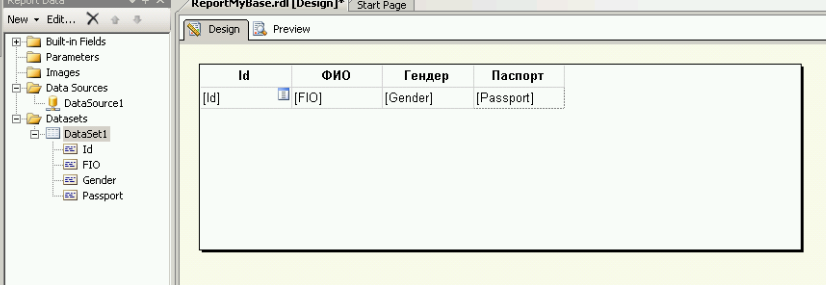 Report Data
ReportMyBase.rdl [Design]* Start Page
New Edit...
Design Preview
Built-in Fields
Parameters
Images
Data Sources
DataSource1
Datasets
DataSet1
Id
FIO
Gender
Passport
Id ФИО Гендер Паспорт
[Id] [FIO] [Gender] [Passport]